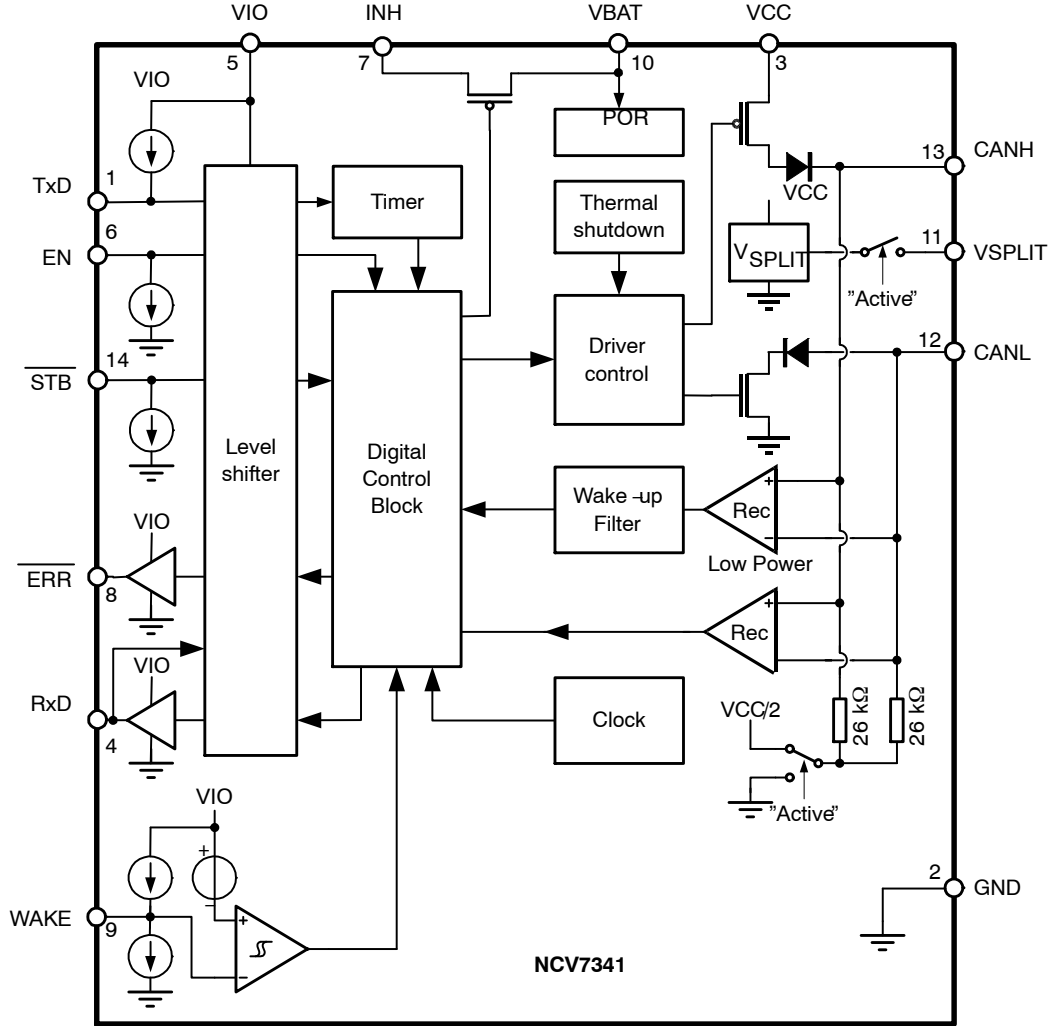 VIO
INH
VBAT
VCC
5
7
10
3
VIO
POR
TxD
1
Timer
Thermal
shutdown
VCC
13
CANH
EN
6
VSPLIT
11
VSPLIT
"Active"
STB
14
Driver
control
12
CANL
Level
shifter
Digital
Control
Block
Wake-up
Filter
+
Rec
–
Low Power
VIO
ERR
8
+
Rec
–
VIO
RxD
4
Clock
VCC/2
26 kΩ
26 kΩ
"Active"
VIO
+
–
WAKE
9
+
–
2
GND
NCV7341